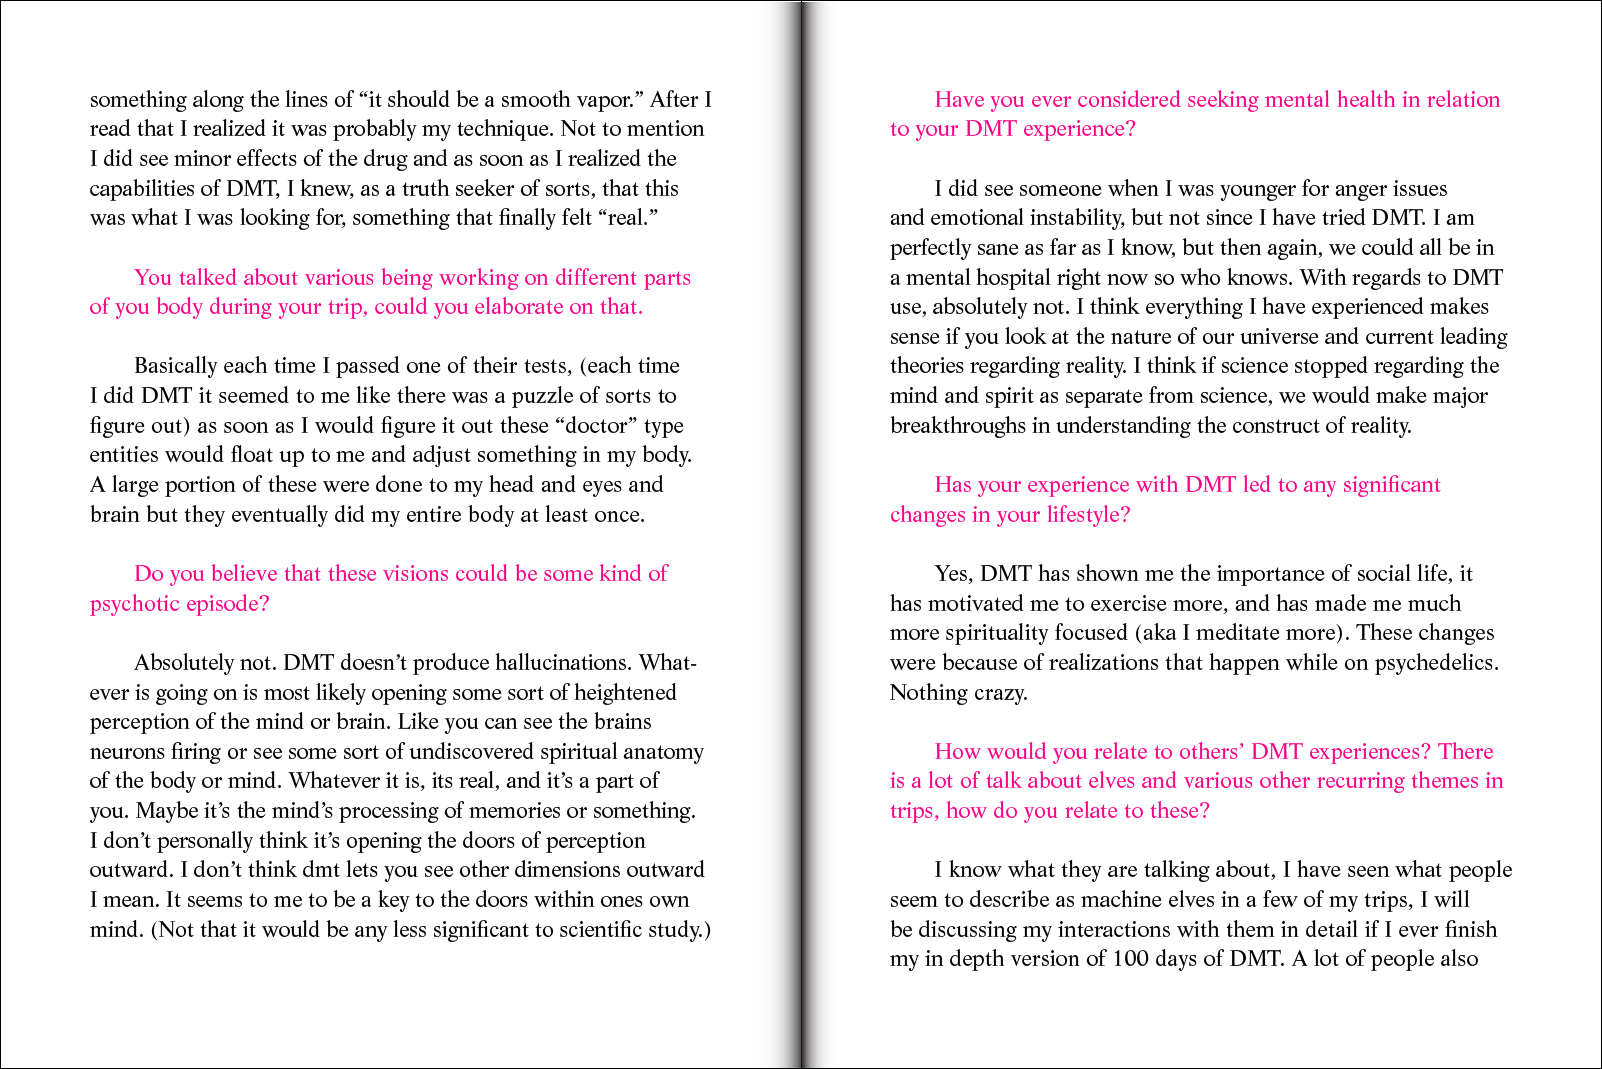 something along the lines of “it should be a smooth vapor.” After I
read that I realized it was probably my technique. Not to mention
I did see minor effects of the drug and as soon as I realized the
capabilities of DMT, I knew, as a truth seeker of sorts, that this
was what I was looking for, something that finally felt “real.”
You talked about various being working on different parts
of you body during your trip, could you elaborate on that.
Basically each time I passed one of their tests, (each time
I did DMT it seemed to me like there was a puzzle of sorts to
figure out) as soon as I would figure it out these “doctor” type
entities would float up to me and adjust something in my body.
A large portion of these were done to my head and eyes and
brain but they eventually did my entire body at least once.
Do you believe that these visions could be some kind of
psychotic episode?
Absolutely not. DMT doesn’t produce hallucinations. What-
ever is going on is most likely opening some sort of heightened
perception of the mind or brain. Like you can see the brains
neurons firing or see some sort of undiscovered spiritual anatomy
of the body or mind. Whatever it is, its real, and it’s a part of
you. Maybe it’s the mind’s processing of memories or something.
I don’t personally think it’s opening the doors of perception
outward. I don’t think dmt lets you see other dimensions outward
I mean. It seems to me to be a key to the doors within ones own
mind. (Not that it would be any less significant to scientific study.)
Have you ever considered seeking mental health in relation
to your DMT experience?
I did see someone when I was younger for anger issues
and emotional instability, but not since I have tried DMT. I am
perfectly sane as far as I know, but then again, we could all be in
a mental hospital right now so who knows. With regards to DMT
use, absolutely not. I think everything I have experienced makes
sense if you look at the nature of our universe and current leading
theories regarding reality. I think if science stopped regarding the
mind and spirit as separate from science, we would make major
breakthroughs in understanding the construct of reality.
Has your experience with DMT led to any significant
changes in your lifestyle?
Yes, DMT has shown me the importance of social life, it
has motivated me to exercise more, and has made me much
more spirituality focused (aka I meditate more). These changes
were because of realizations that happen while on psychedelics.
Nothing crazy.
How would you relate to others’ DMT experiences? There
is a lot of talk about elves and various other recurring themes in
trips, how do you relate to these?
I know what they are talking about, I have seen what people
seem to describe as machine elves in a few of my trips, I will
be discussing my interactions with them in detail if I ever finish
my in depth version of 100 days of DMT. A lot of people also